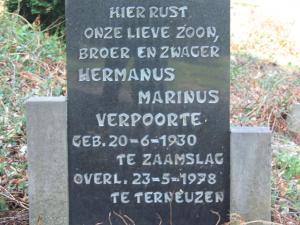 HIER RUST
ONZE LIEVE ZOON,
BROER EN ZWAGER
HERMANUS
MARINUS
VERPOORTE
GEB. 20-6-1930
TE ZAAMSLAG
OVERL. 23-5-1978
TE TERNEUZEN